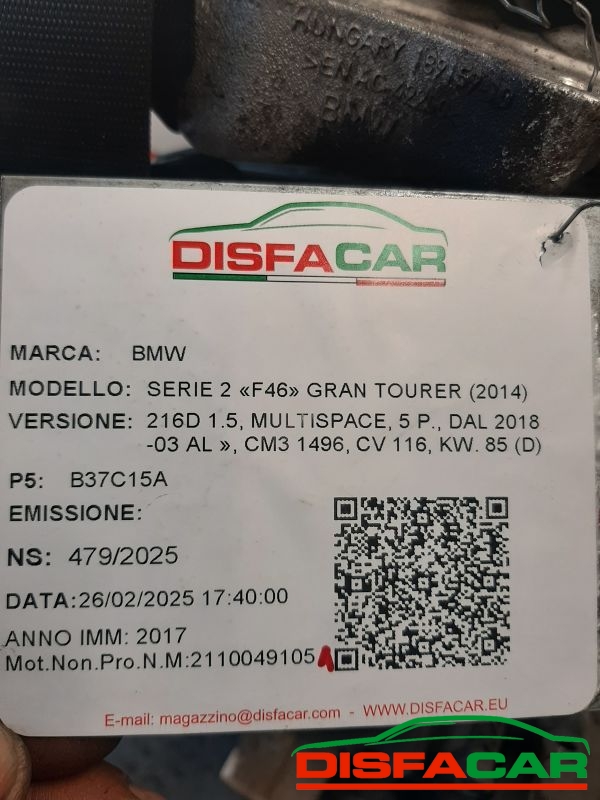 HUNGARY
BMW
DISFACAR
MARCA: BMW
MODELLO: SERIE 2 «F46» GRAN TOURER (2014)
VERSIONE: 216D 1.5, MULTISPACE, 5 P., DAL 2018
-03 AL », CM3 1496, CV 116, KW. 85 (D)
P5: B37C15A
EMISSIONE:
NS: 479/2025
DATA:26/02/2025 17:40:00
ANNO IMM: 2017
Mot.Non.Pro.N.M:2110049105
E-mail: magazzino@disfacar.com - WWW.DISFACAR.EU
DISFACAR